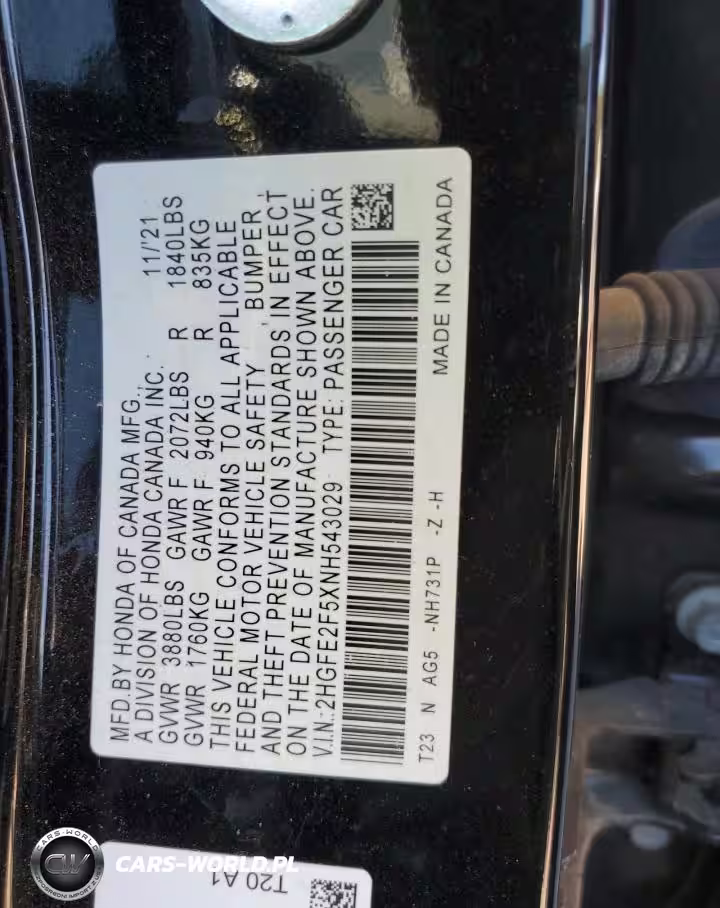 MFD.BY HONDA OF CANADA MFG., 11/'21
A DIVISION OF HONDA CANADA INC.
GVWR 3880LBS GAWR F 2072LBS R 1840LBS
GVWR 1760KG GAWR F 940KG R 835KG
THIS VEHICLE CONFORMS TO ALL APPLICABLE
FEDERAL MOTOR VEHICLE SAFETY, BUMPER,
AND THEFT PREVENTION STANDARDS IN EFFECT
ON THE DATE OF MANUFACTURE SHOWN ABOVE.
V.I.N.:2HGFE2F5XNH543029 TYPE: PASSENGER CAR
T23 N AG5 -NH731P -Z -H MADE IN CANADA
T20 A1
CARS-WORLD
CW
CARS-WORLD.PL